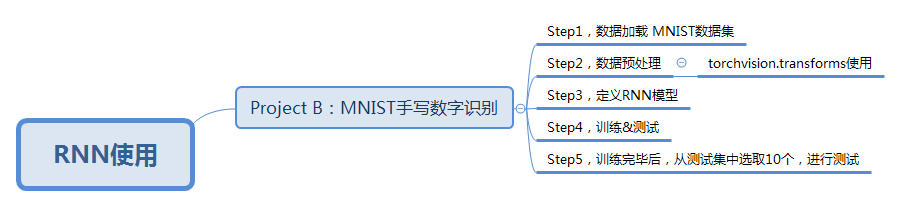 RNN使用
Project B：MNIST手写数字识别
Step1，数据加载 MNIST数据集
Step2，数据预处理
torchvision.transforms使用
Step3，定义RNN模型
Step4，训练&测试
Step5，训练完毕后，从测试集中选取10个，进行测试